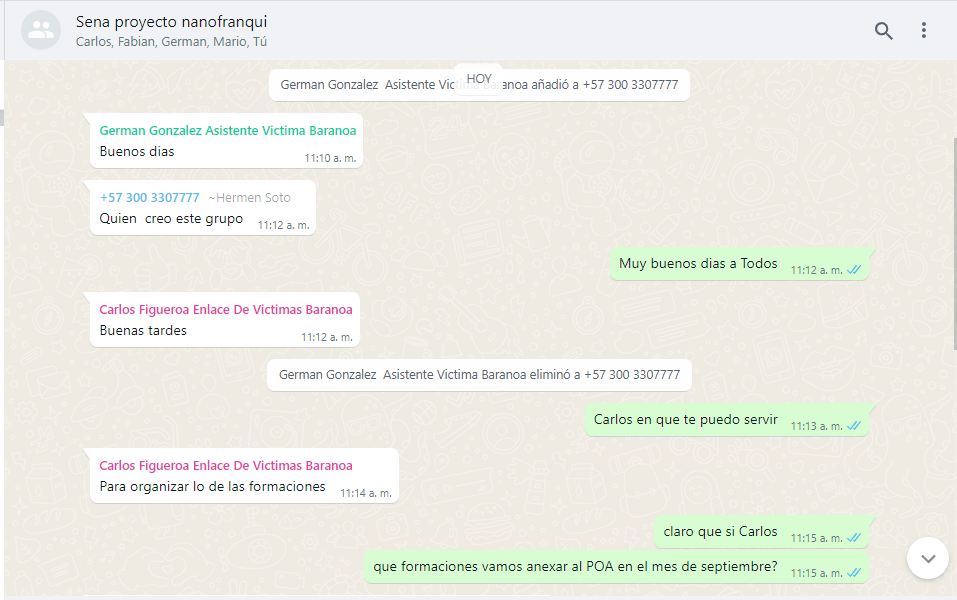 Sena proyecto nanofranqui
Carlos, Fabian, German, Mario, Tú
HOY
German Gonzalez Asistente Victima Baranoa añadió a +57 300 3307777
German Gonzalez Asistente Victima Baranoa
Buenos dias
11:10 a. m.
+57 300 3307777 ~Hermen Soto
Quien creo este grupo
11:12 a. m.
Muy buenos dias a Todos
11:12 a. m.
Carlos Figueroa Enlace De Victimas Baranoa
Buenas tardes
11:12 a. m.
German Gonzalez Asistente Victima Baranoa eliminó a +57 300 3307777
Carlos en que te puedo servir
11:13 a. m.
Carlos Figueroa Enlace De Victimas Baranoa
Para organizar lo de las formaciones
11:14 a. m.
claro que si Carlos
11:15 a. m.
que formaciones vamos anexar al POA en el mes de septiembre?
11:15 a. m.